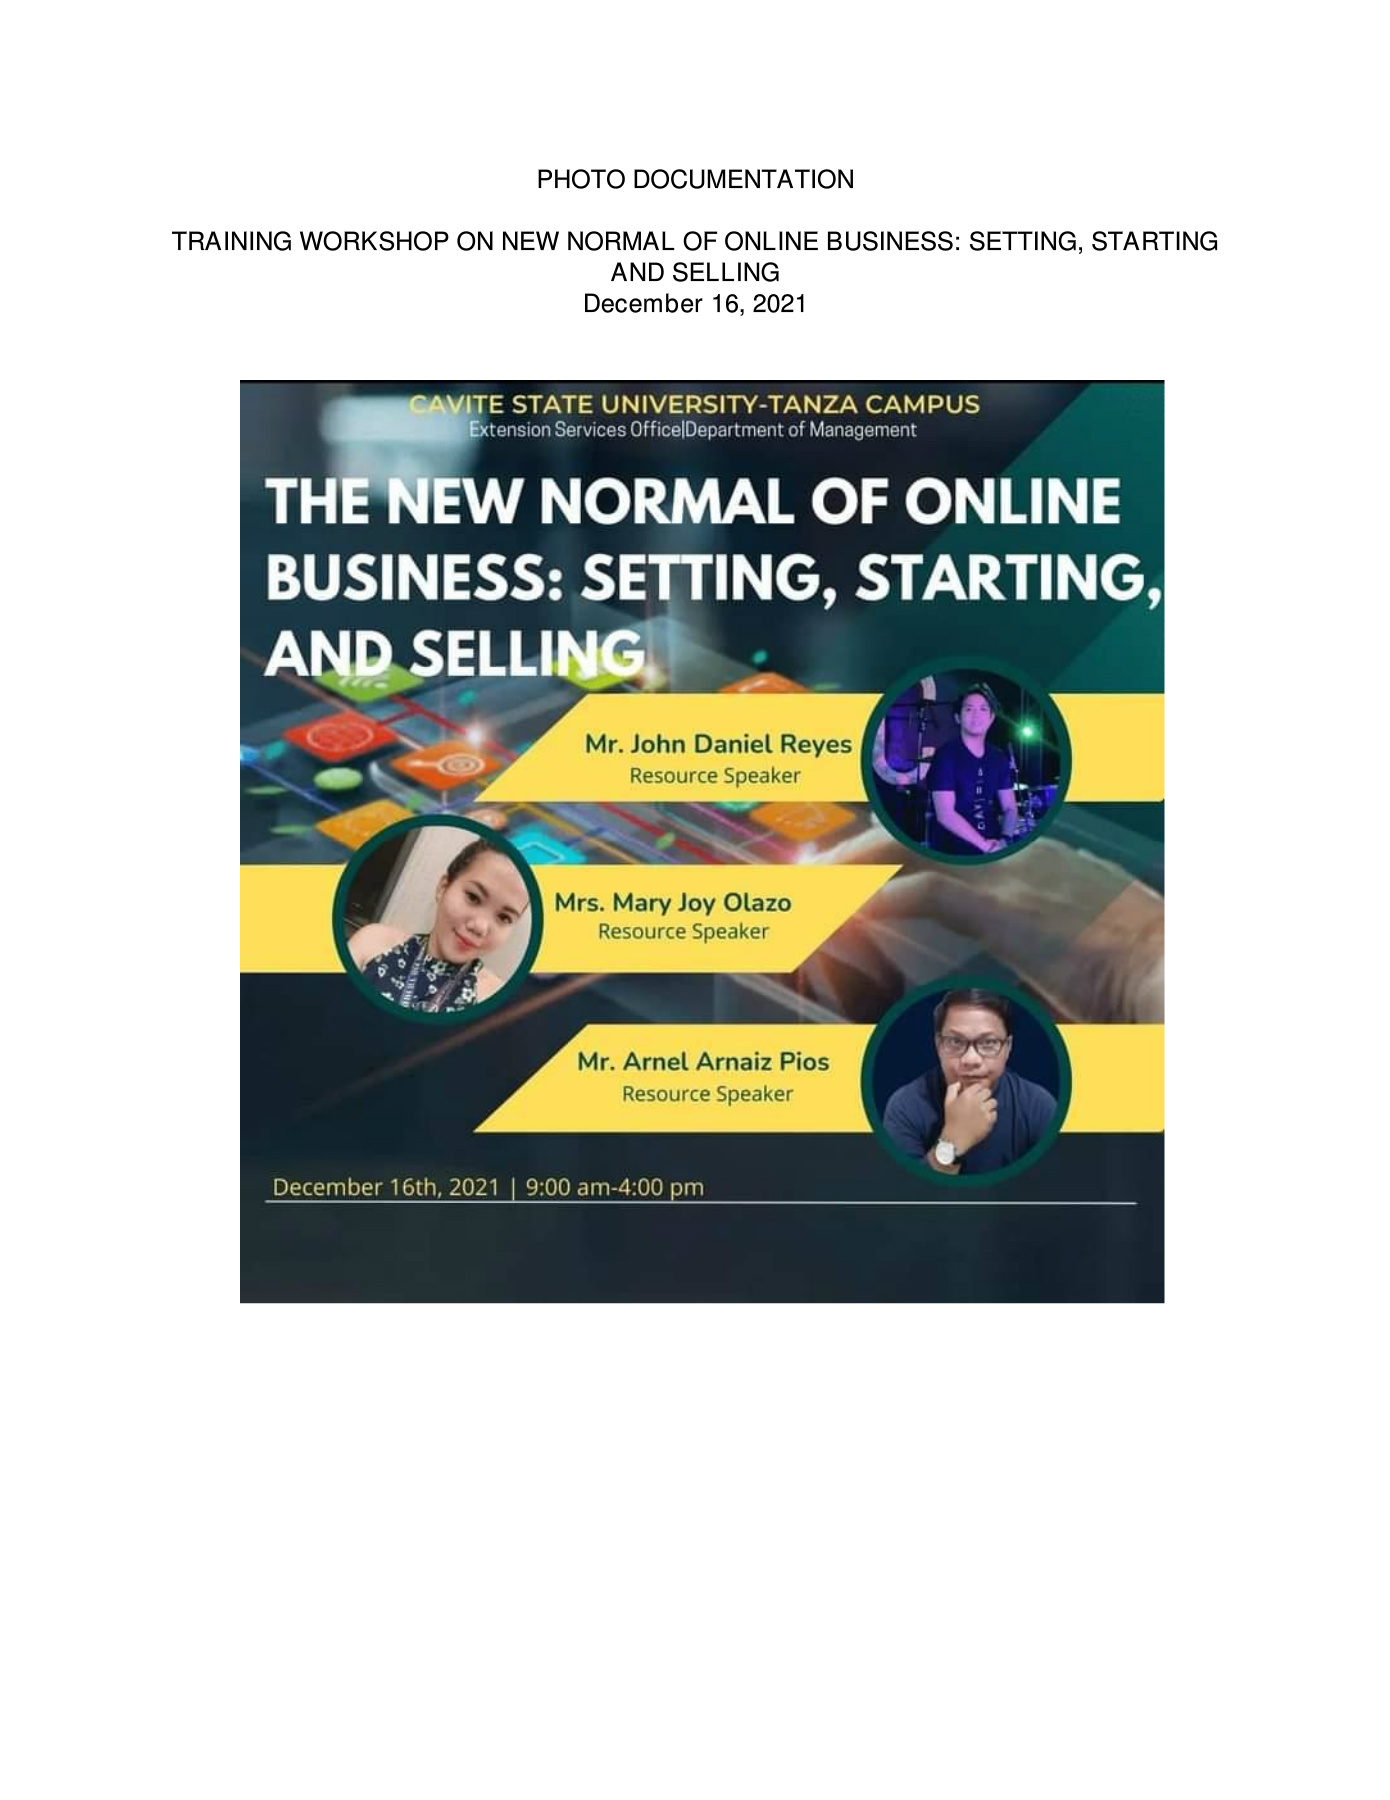 PHOTO DOCUMENTATION
TRAINING WORKSHOP ON NEW NORMAL OF ONLINE BUSINESS: SETTING, STARTING
AND SELLING
December 16, 2021
CAVITE STATE UNIVERSITY-TANZA CAMPUS
Extension Services Office|Department of Management
THE NEW NORMAL OF ONLINE
BUSINESS: SETTING, STARTING,
AND SELLING
Mr. John Daniel Reyes
Resource Speaker
Mrs. Mary Joy Olazo
Resource Speaker
Mr. Arnel Arnaiz Pios
Resource Speaker
December 16th, 2021 | 9:00 am-4:00 pm